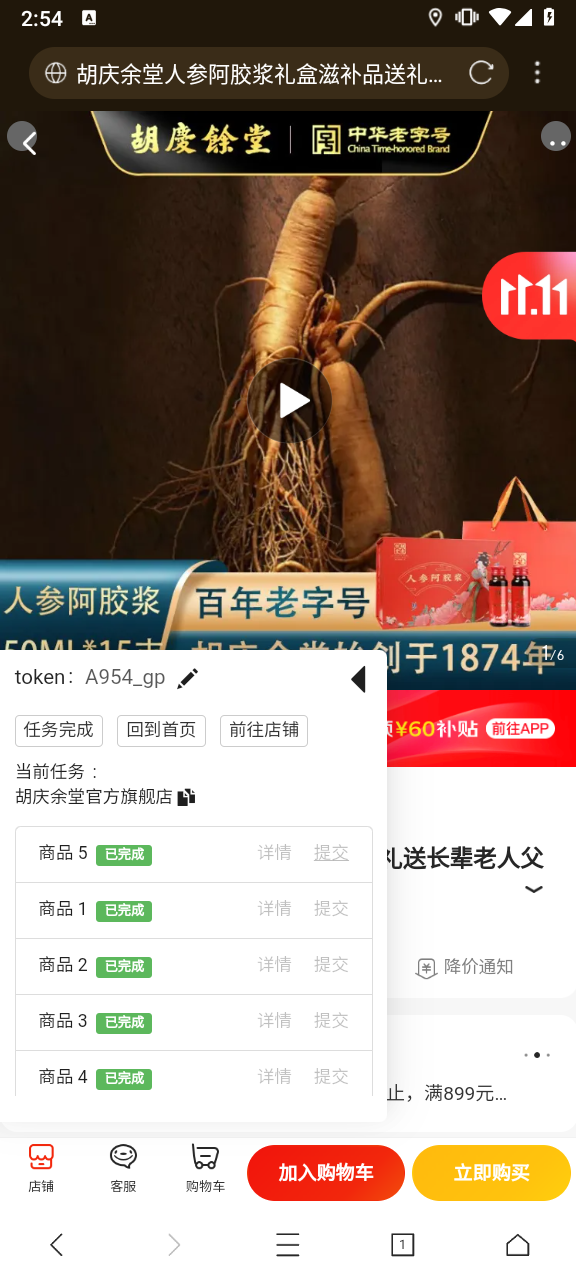 2:54
A
胡庆余堂人参阿胶浆礼盒滋补品送礼...
胡慶餘堂
中华老字号
China Time-honored Brand
11.11
人参阿胶浆
人参阿胶浆
百年老字号
创于1874年
1/6
token: A954_gp
任务完成 回到首页 前往店铺
¥60补贴 前往APP
当前任务 :
胡庆余堂官方旗舰店
商品 5 已完成 详情 提交
礼送长辈老人父
商品 1 已完成 详情 提交
商品 2 已完成 详情 提交
降价通知
商品 3 已完成 详情 提交
商品 4 已完成 详情 提交
止，满899元...
店铺 客服 购物车 加入购物车 立即购买
1